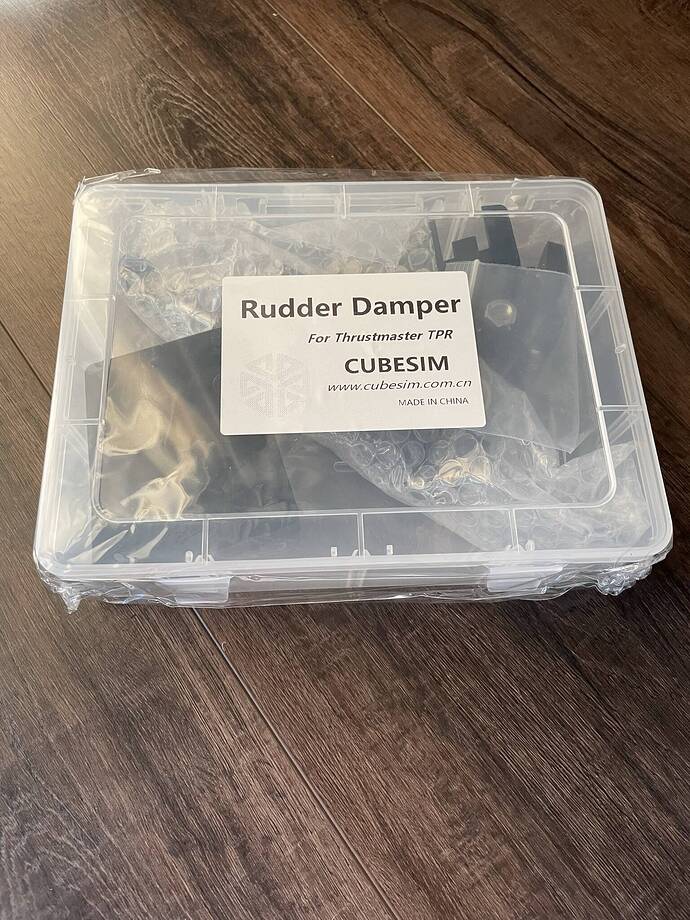 Rudder Damper
For Thrustmaster TPR
CUBESIM
www.cubesim.com.cn
MADE IN CHINA